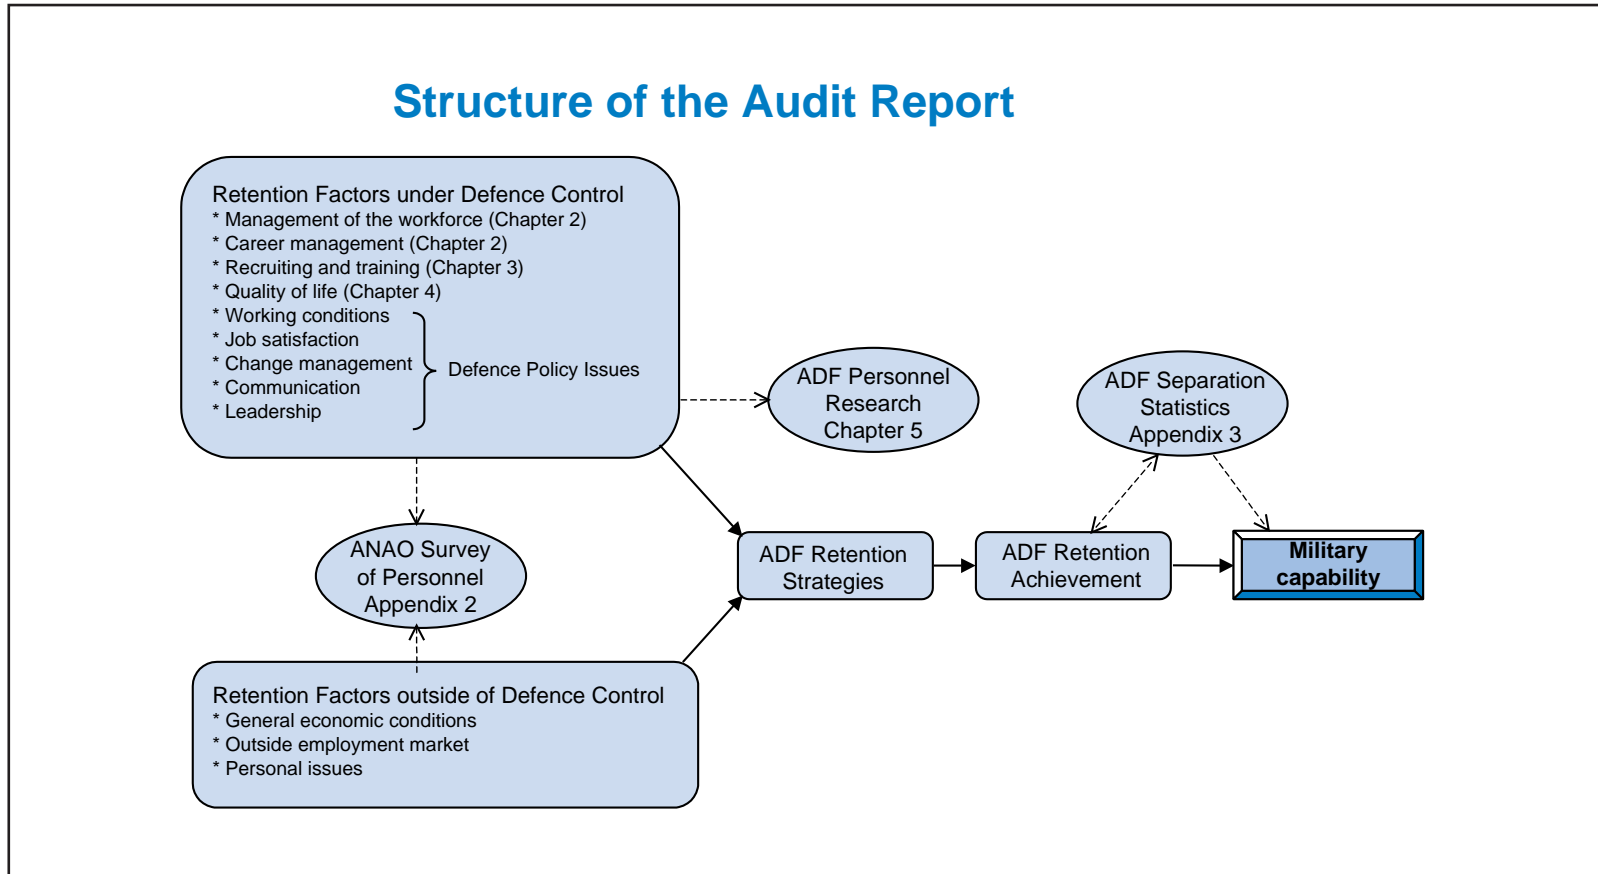 Structure of the Audit Report
Retention Factors under Defence Control
* Management of the workforce (Chapter 2)
* Career management (Chapter 2)
* Recruiting and training (Chapter 3)
* Quality of life (Chapter 4)
* Working conditions
* Job satisfaction
* Change management
* Communication
* Leadership
Defence Policy Issues
ADF Personnel
Research
Chapter 5
ADF Separation
Statistics
Appendix 3
ANAO Survey
of Personnel
Appendix 2
ADF Retention
Strategies
ADF Retention
Achievement
Military
capability
Retention Factors outside of Defence Control
* General economic conditions
* Outside employment market
* Personal issues